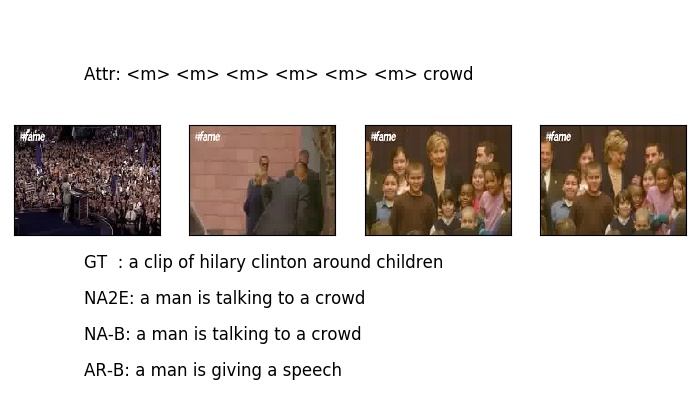 Attr: <m> <m> <m> <m> <m> <m> crowd
#fame #fame #fame #fame
GT : a clip of hilary clinton around children
NA2E: a man is talking to a crowd
NA-B: a man is talking to a crowd
AR-B: a man is giving a speech